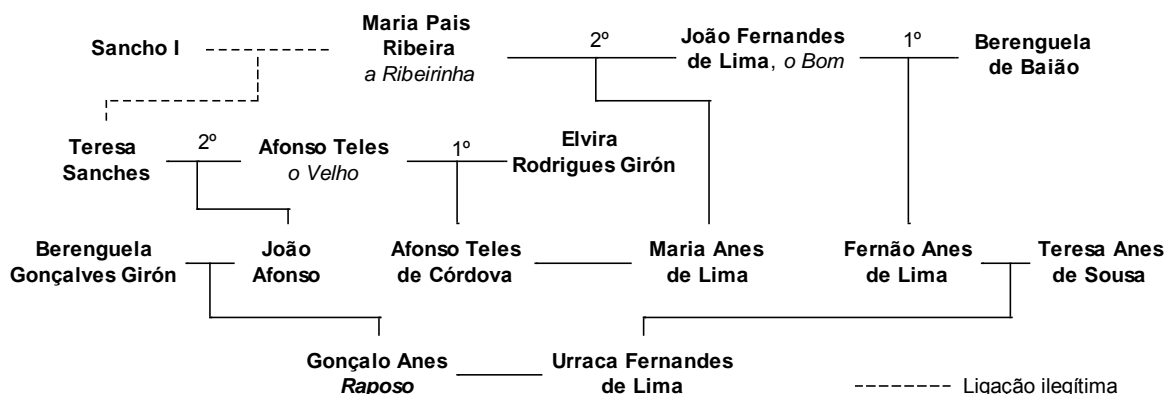 Sancho I
Maria Pais
Ribeira
a Ribeirinha
2º
João Fernandes
de Lima, o Bom
1º
Berenguela
de Baião
Teresa
Sanches
2º
Afonso Teles
o Velho
1º
Elvira
Rodrigues Girón
Berenguela
Gonçalves Girón
João
Afonso
Afonso Teles
de Córdova
Maria Anes
de Lima
Fernão Anes
de Lima
Teresa Anes
de Sousa
Gonçalo Anes
Raposo
Urraca Fernandes
de Lima
Ligação ilegítima